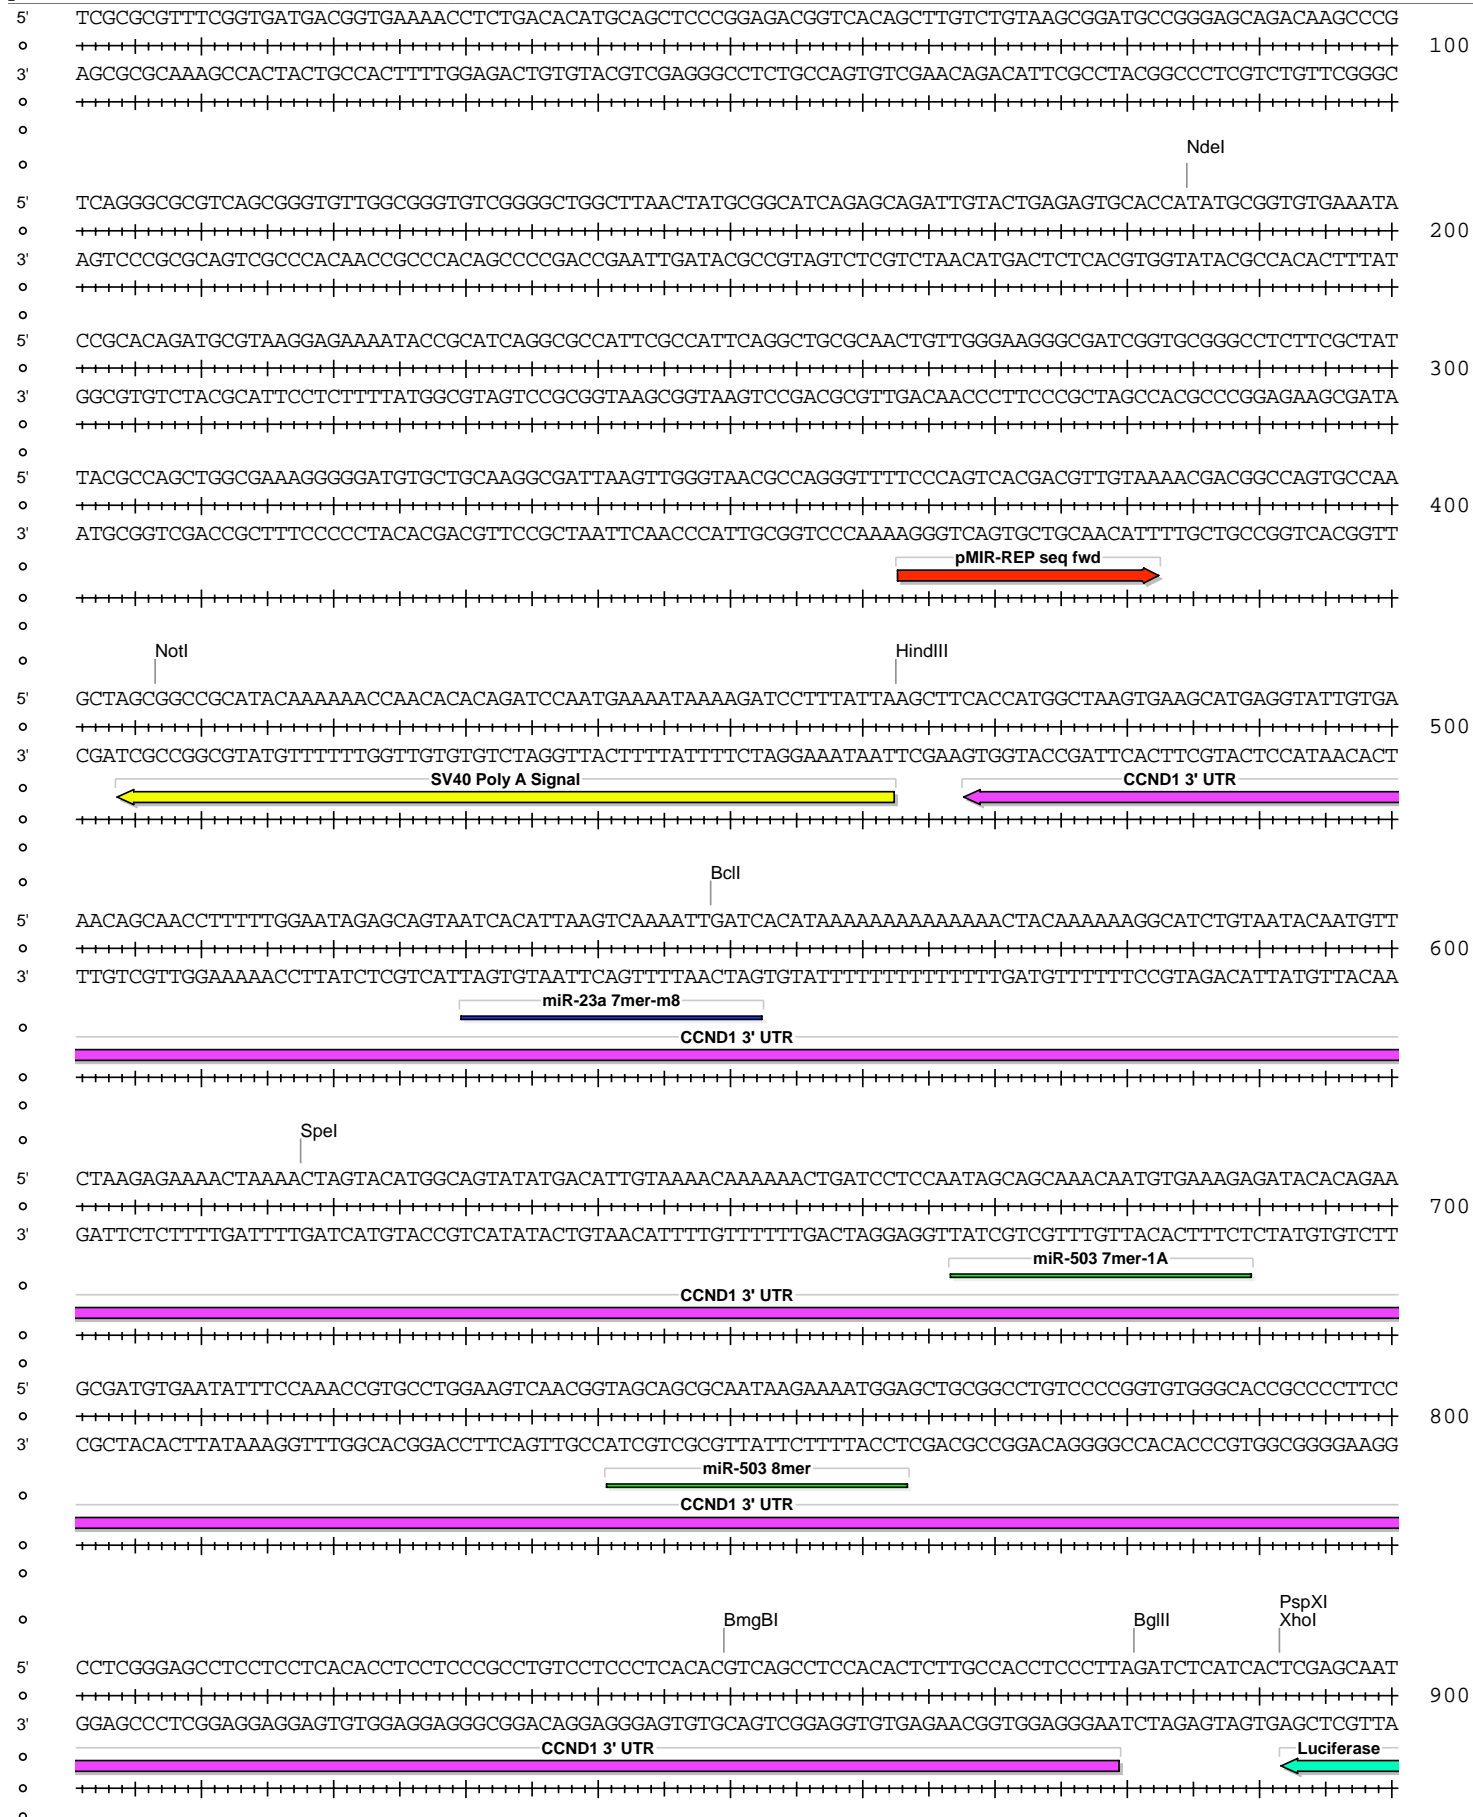 5' TCGCGCGTTTCGGTGATGACGGTGAAAACCTCTGACACATGCAGCTCCCGGAGACGGTCACAGCTTGTCTGTAAGCGGATGCCGGGAGCAGACAAGCCCG
100
3' AGCGCGCAAAGCCACTACTGCCACTTTTGGAGACTGTGTACGTCGAGGGCCTCTGCCAGTGTCGAACAGACATTCGCCTACGGCCCTCGTCTGTTCGGGC
NdeI
5' TCAGGGCGCGTCAGCGGGTGTTGGCGGGTGTCGGGGCTGGCTTAACTATGCGGCATCAGAGCAGATTGTACTGAGAGTGCACCATATGCGGTGTGAAATA
200
3' AGTCCCGCGCAGTCGCCCACAACCGCCCACAGCCCCGACCGAATTGATACGCCGTAGTCTCGTCTAACATGACTCTCACGTGGTATACGCCACACTTTAT
5' CCGCACAGATGCGTAAGGAGAAAATACCGCATCAGGCGCCATTCGCCATTCAGGCTGCGCAACTGTTGGGAAGGGCGATCGGTGCGGGCCTCTTCGCTAT
300
3' GGCGTGTCTACGCATTCCTCTTTTATGGCGTAGTCCGCGGTAAGCGGTAAGTCCGACGCGTTGACAACCCTTCCCGCTAGCCACGCCCGGAGAAGCGATA
5' TACGCCAGCTGGCGAAAGGGGGATGTGCTGCAAGGCGATTAAGTTGGGTAACGCCAGGGTTTTCCCAGTCACGACGTTGTAAAACGACGGCCAGTGCCAA
400
3' ATGCGGTCGACCGCTTTCCCCCTACACGACGTTCCGCTAATTCAACCCATTGCGGTCCCAAAAGGGTCAGTGCTGCAACATTTTGCTGCCGGTCACGGTT
pMIR-REP seq fwd
NotI HindIII
5' GCTAGCGGCCGCATACAAAAAACCAACACACAGATCCAATGAAAATAAAAGATCCTTTATTAAGCTTCACCATGGCTAAGTGAAGCATGAGGTATTGTGA
500
3' CGATCGCCGGCGTATGTTTTTTGGTTGTGTGTCTAGGTTACTTTTATTTTCTAGGAAATAATTCGAAGTGGTACCGATTCACTTCGTACTCCATAACACT
SV40 Poly A Signal CCND1 3' UTR
BclI
5' AACAGCAACCTTTTTGGAATAGAGCAGTAATCACATTAAGTCAAAATTGATCACATAAAAAAAAAAAAAAACTACAAAAAAGGCATCTGTAATACAATGTT
600
3' TTGTCGTTGGAAAAACCTTATCTCGTCATTAGTGTAATTCAGTTTTAACTAGTGTATTTTTTTTTTTTTTTGATGTTTTTTCCGTAGACATTATGTTACAA
miR-23a 7mer-m8
CCND1 3' UTR
SpeI
5' CTAAGAGAAAACTAAAACTAGTACATGGCAGTATATGACATTGTAAAACAAAAAACTGATCCTCCAATAGCAGCAAACAATGTGAAAGAGATACACAGAA
700
3' GATTCTCTTTTGATTTTGATCATGTACCGTCATATACTGTAACATTTTGTTTTTTGACTAGGAGGTTATCGTCGTTTGTTACACTTTCTCTATGTGTCTT
miR-503 7mer-1A
CCND1 3' UTR
5' GCGATGTGAATATTTCCAAACCGTGCCTGGAAGTCAACGGTAGCAGCGCAATAAGAAAATGGAGCTGCGGCCTGTCCCCGGTGTGGGCACCGCCCCTTCC
800
3' CGCTACACTTATAAAGGTTTGGCACGGACCTTCAGTTGCCATCGTCGCGTTATTCTTTTACCTCGACGCCGGACAGGGGCCACACCCGTGGCGGGGAAGG
miR-503 8mer
CCND1 3' UTR
PspXI
BmgBI BglII XhoI
5' CCTCGGGAGCCTCCTCCTCACACCTCCTCCCGCCTGTCCTCCCTCACACGTCAGCCTCCACACTCTTGCCACCTCCCTTAGATCTCATCACTCGAGCAAT
900
3' GGAGCCCTCGGAGGAGGAGTGTGGAGGAGGGCGGACAGGAGGGAGTGTGCAGTCGGAGGTGTGAGAACGGTGGAGGGAATCTAGAGTAGTGAGCTCGTTA
CCND1 3' UTR Luciferase